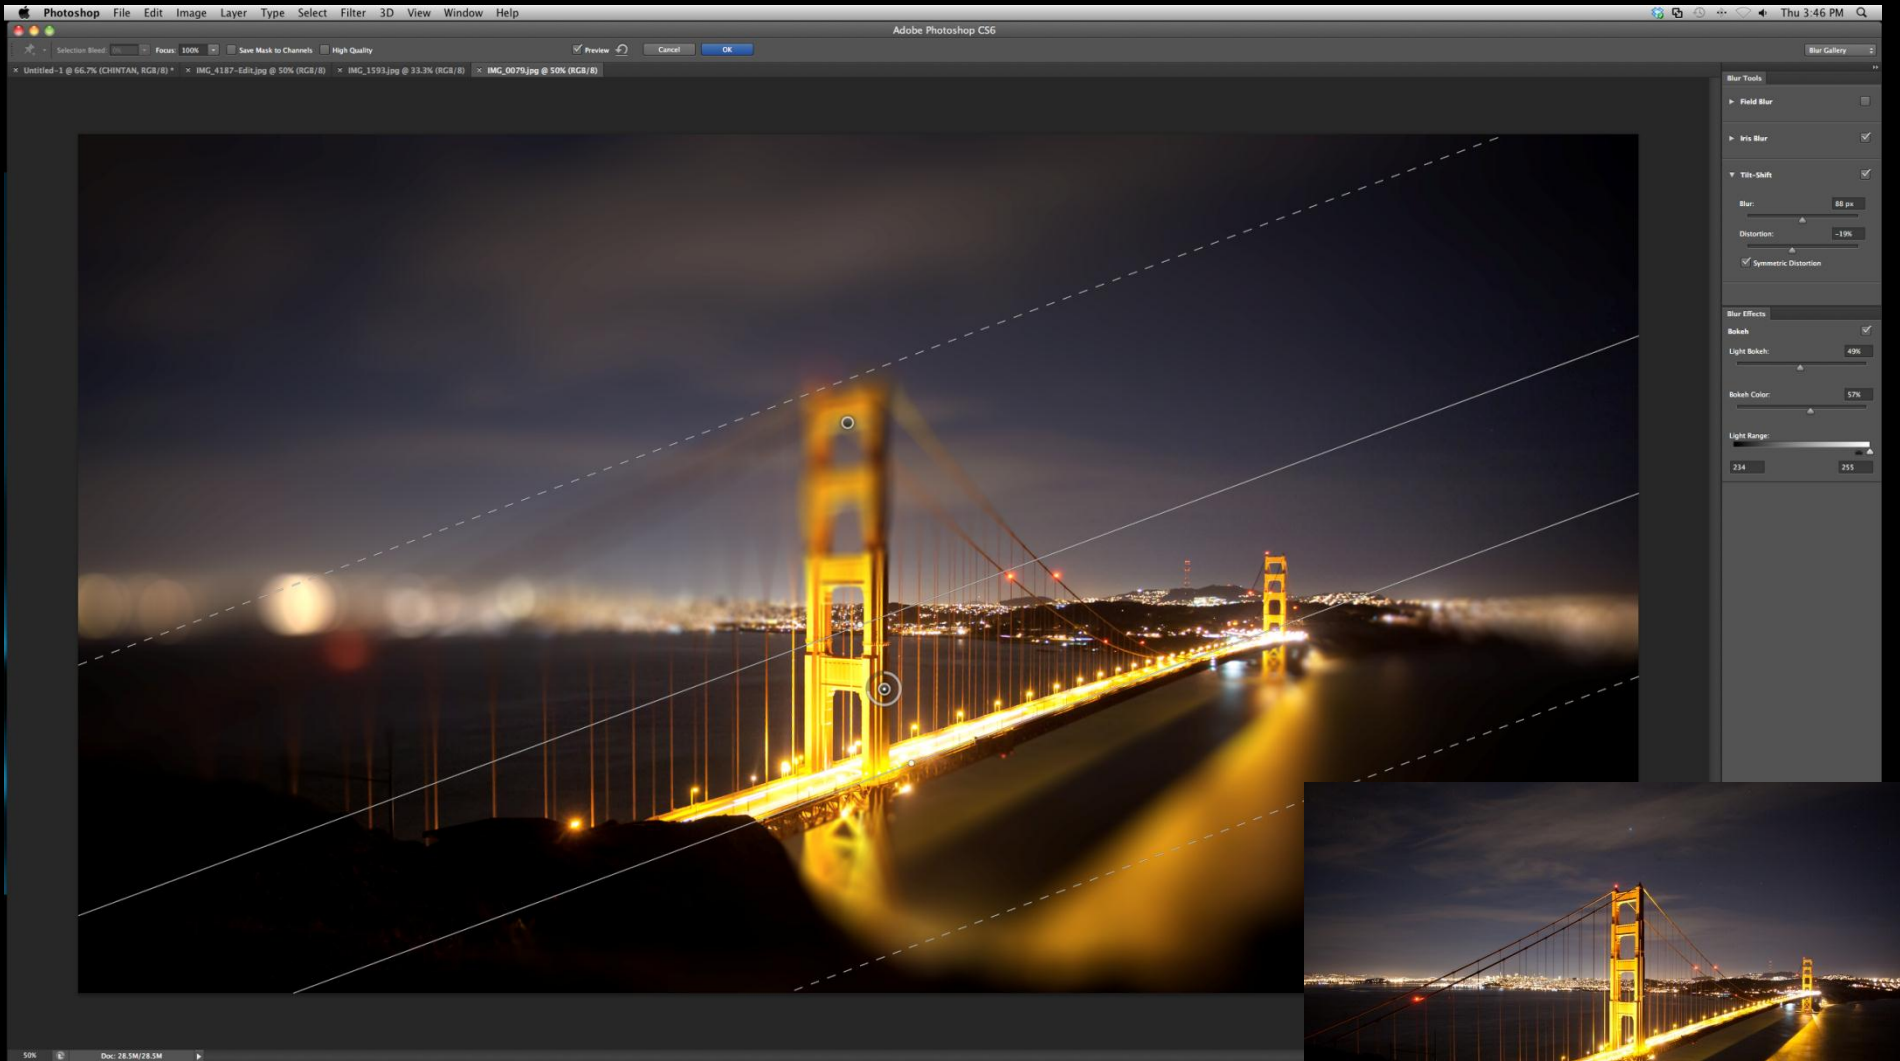 Photoshop File Edit Image Layer Type Select Filter 3D View Window Help Thu 3:46 PM
Adobe Photoshop CS6
Selection Bleed: Focus: 100% Save Mask to Channels High Quality Preview Cancel OK Blur Gallery
× Untitled-1 @ 66.7% (CHINTAN, RGB/8) * × IMG_4187-Edit.jpg @ 50% (RGB/8) × IMG_1593.jpg @ 33.3% (RGB/8) × IMG_0079.jpg @ 50% (RGB/8)
Blur Tools
Field Blur
Iris Blur
Tilt-Shift
Blur: 88 px
Distortion: -19%
Symmetric Distortion
Blur Effects
Bokeh
Light Bokeh: 49%
Bokeh Color: 57%
Light Range:
234 255
50% Doc: 28.5M/28.5M